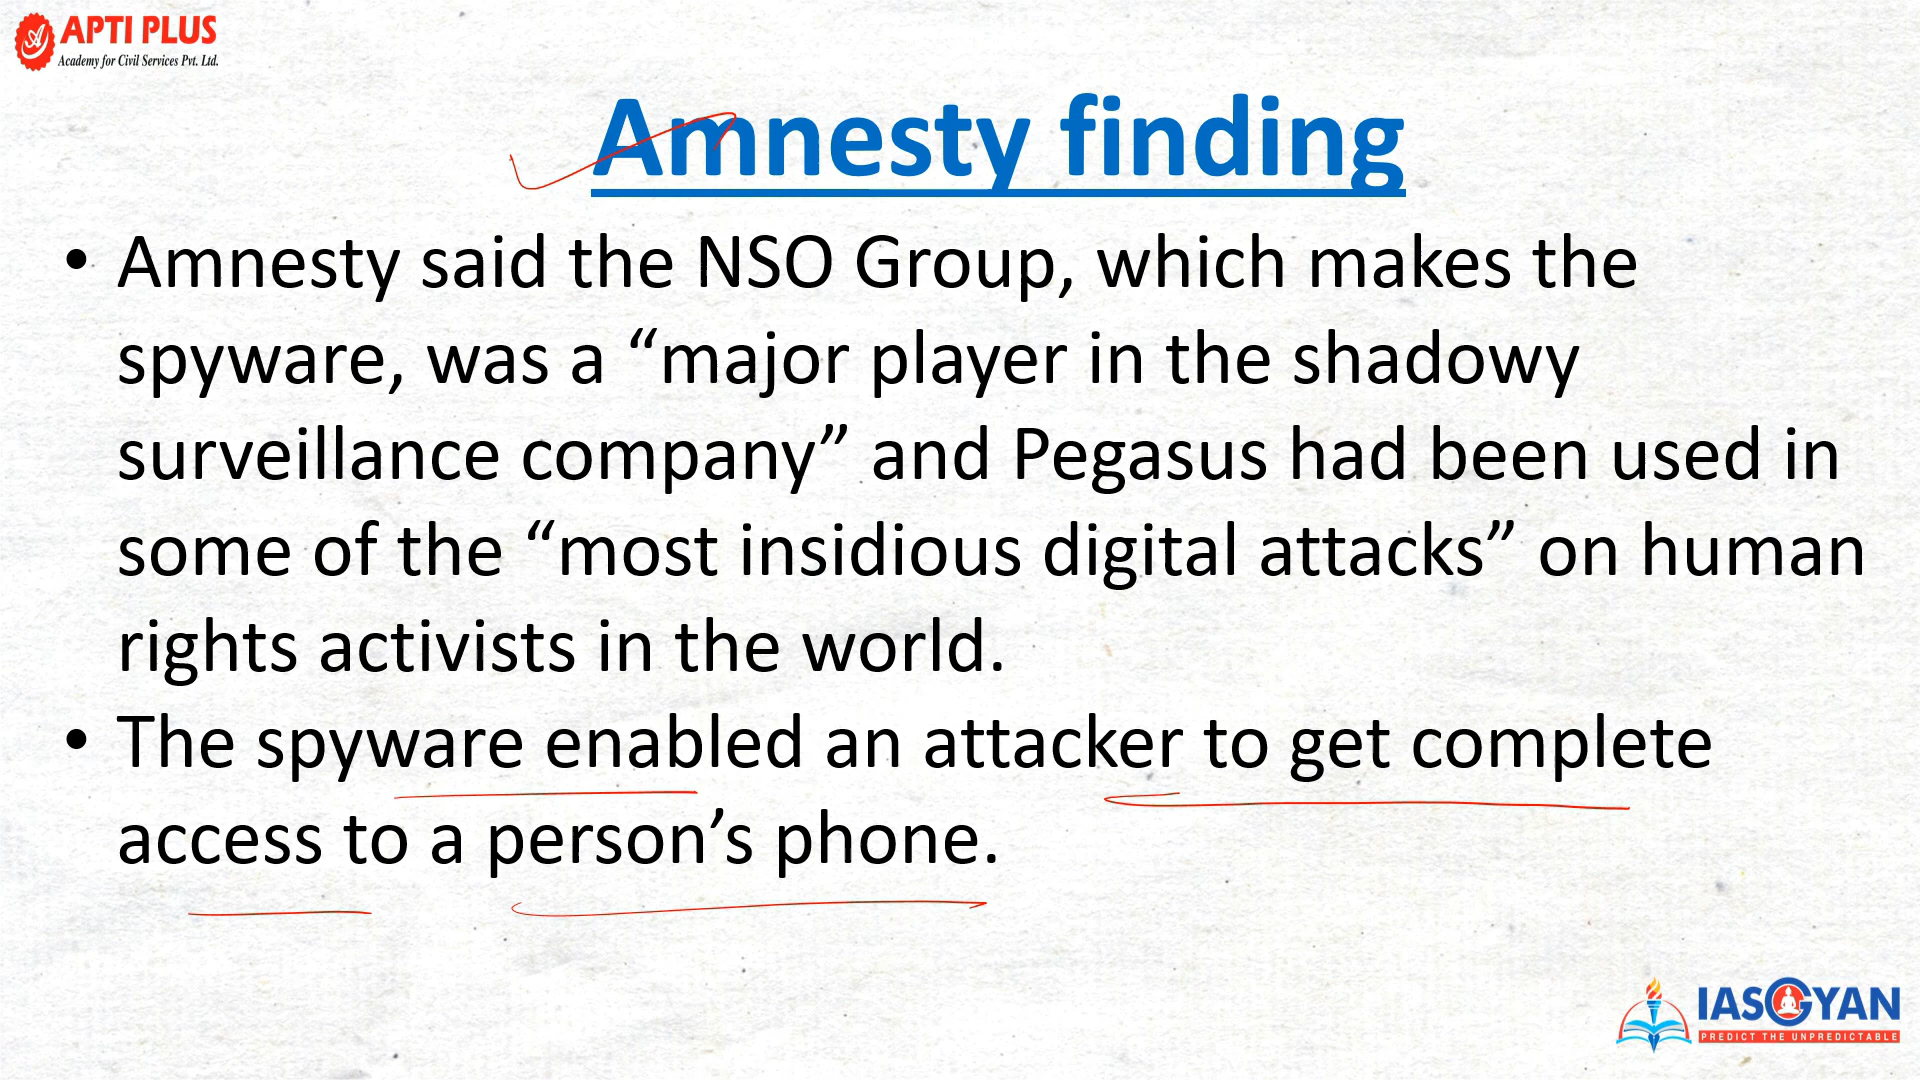 APTI PLUS
Academy for Civil Services Pvt. Ltd.
Amnesty finding
• Amnesty said the NSO Group, which makes the
spyware, was a “major player in the shadowy
surveillance company” and Pegasus had been used in
some of the “most insidious digital attacks” on human
rights activists in the world.
• The spyware enabled an attacker to get complete
access to a person’s phone.
IASGYAN
PREDICT THE UNPREDICTABLE